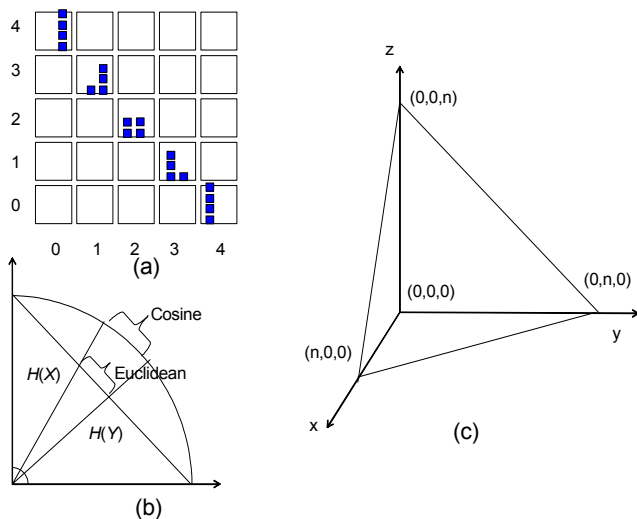 4
3
2
1
0
0 1 2 3 4
(a)
Cosine
Euclidean
H(X)
H(Y)
(b)
z
(0,0,n)
(0,n,0)
(0,0,0)
y
(n,0,0)
x
(c)